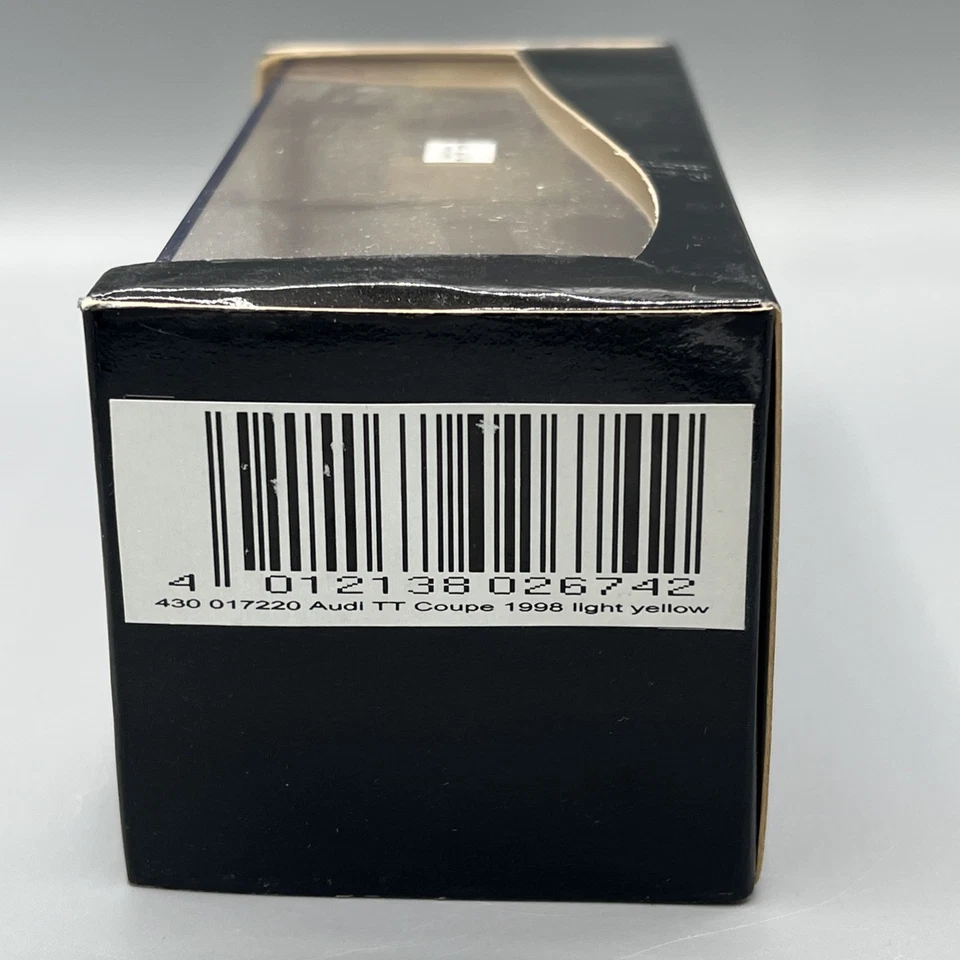 4 012138 026742
430 017220 Audi TT Coupe 1998 light yellow